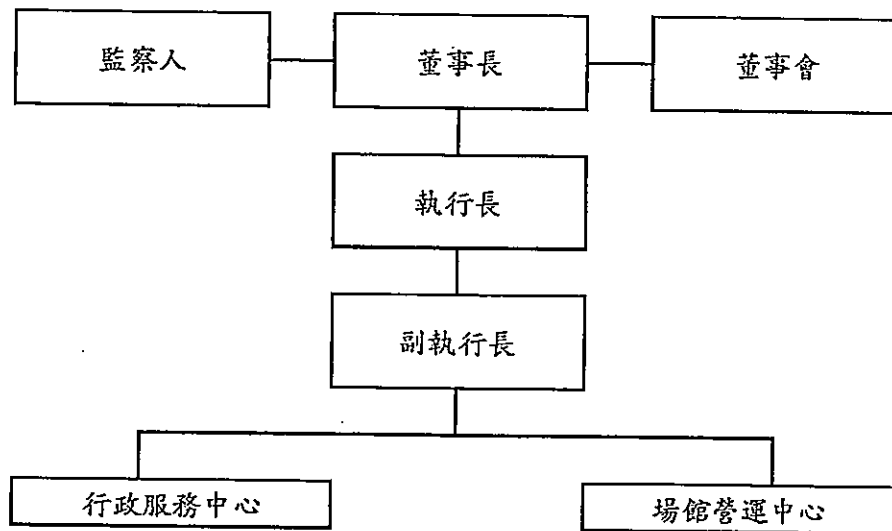 監察人
董事長
董事會
執行長
副執行長
行政服務中心
場館營運中心